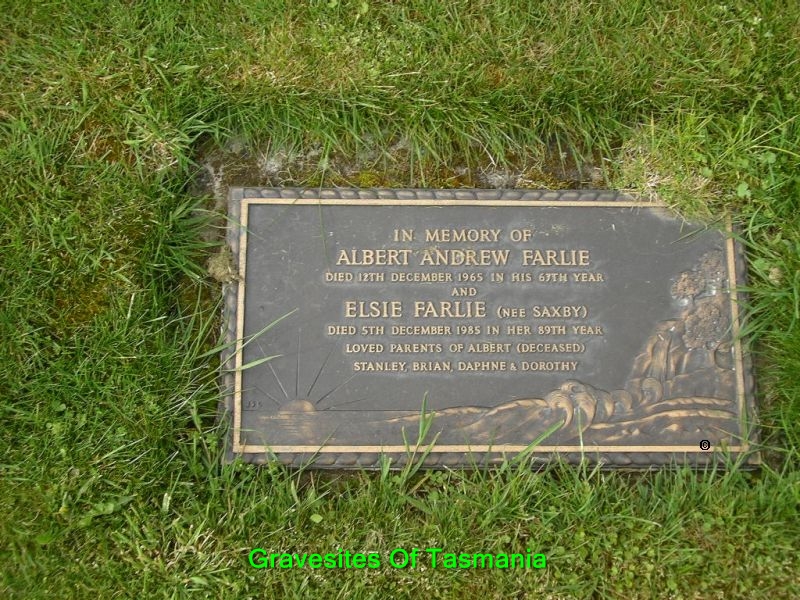 IN MEMORY OF
ALBERT ANDREW FARLIE
DIED 12TH DECEMBER 1965 IN HIS 67TH YEAR
AND
ELSIE FARLIE (NEE SAXBY)
DIED 5TH DECEMBER 1985 IN HER 89TH YEAR
LOVED PARENTS OF ALBERT (DECEASED)
STANLEY, BRIAN, DAPHNE & DOROTHY
©
Gravesites Of Tasmania